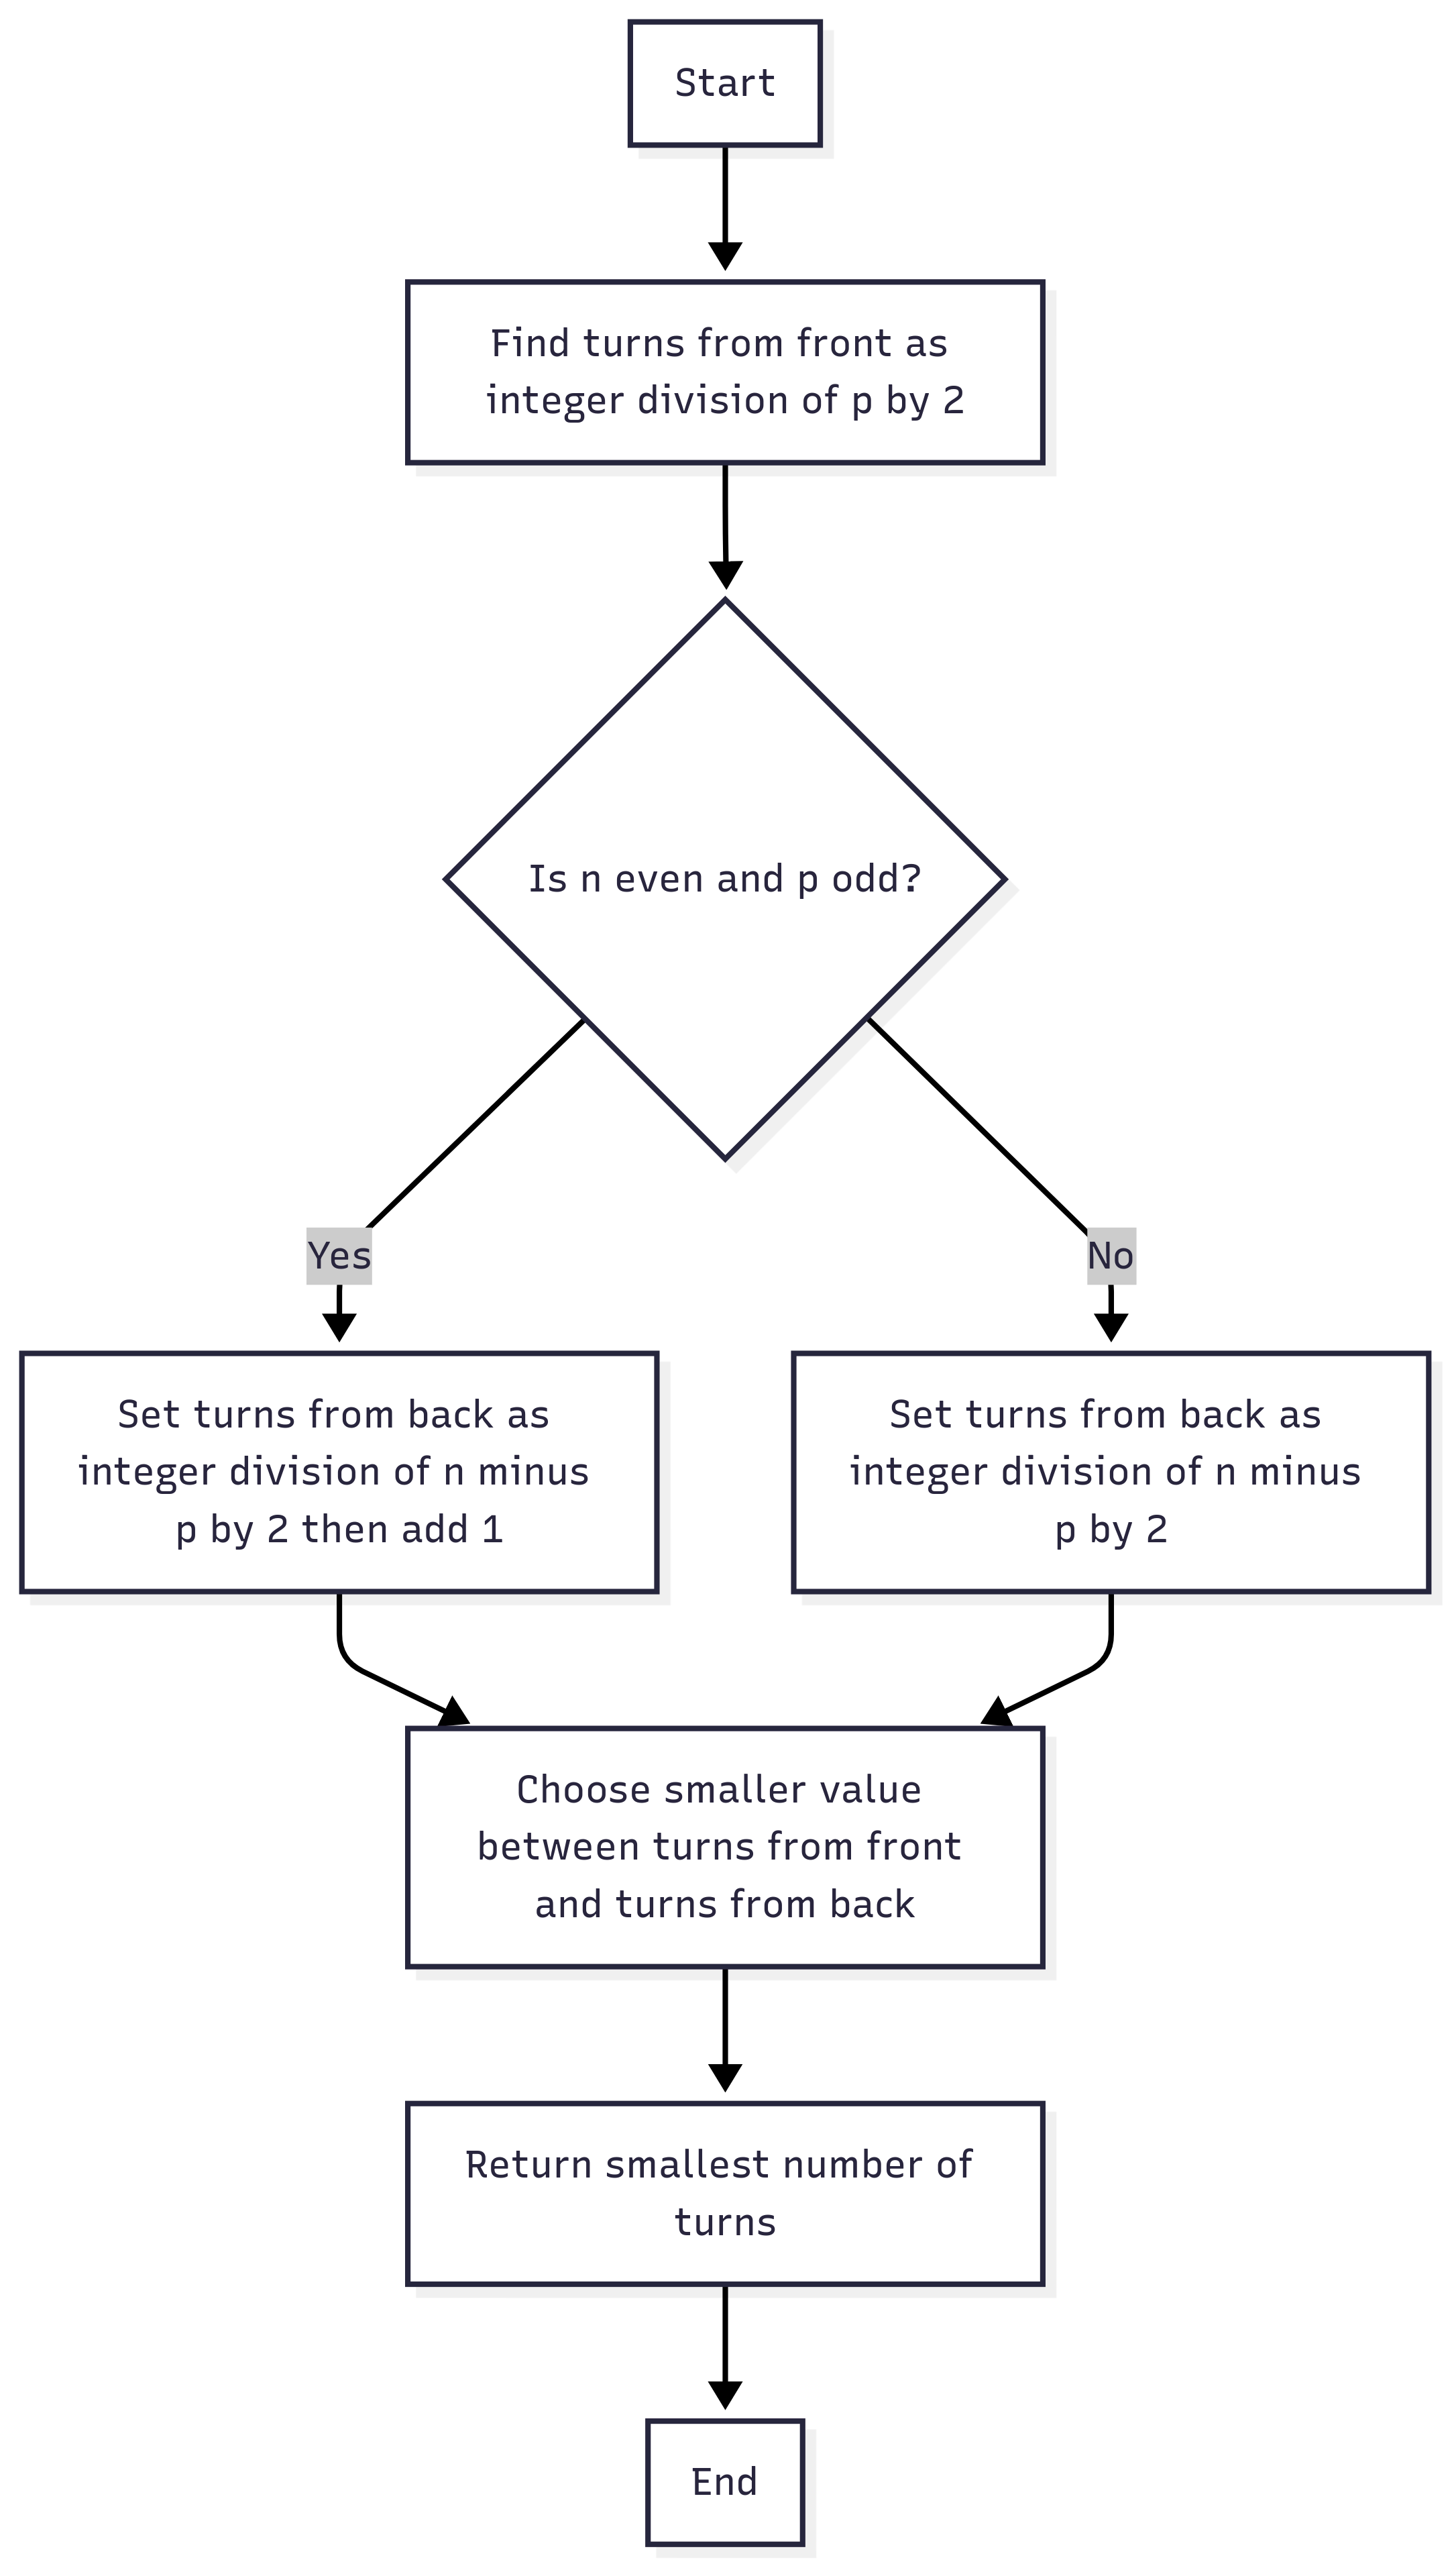 Start
Find turns from front as
integer division of p by 2
Is n even and p odd?
Yes
No
Set turns from back as
integer division of n minus
p by 2 then add 1
Set turns from back as
integer division of n minus
p by 2
Choose smaller value
between turns from front
and turns from back
Return smallest number of
turns
End